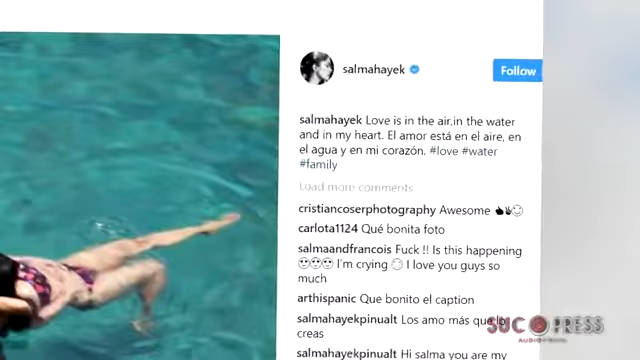 salmahayek
Follow
salmahayek Love is in the air,in the water
and in my heart. El amor está en el aire, en
el agua y en mi corazón. #love #water
#family
Load more comments
cristiancoserphotography Awesome
carlota1124 Qué bonita foto
salmaandfrancois Fuck !! Is this happening
I'm crying I love you guys so
much
arthispanic Que bonito el caption
salmahayekpinualt Los amo más que lo
creas
salmahayekpinualt Hi salma you are my
SUC PRESS